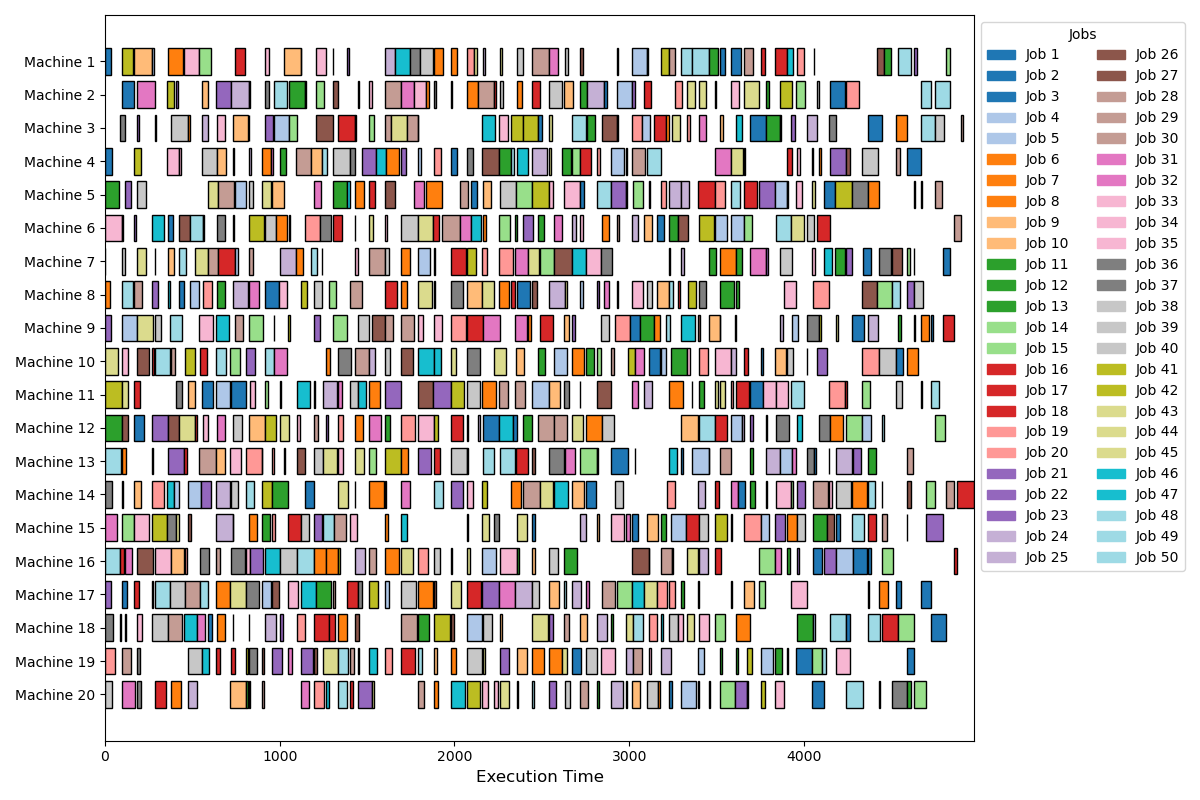 Machine 1
Machine 2
Machine 3
Machine 4
Machine 5
Machine 6
Machine 7
Machine 8
Machine 9
Machine 10
Machine 11
Machine 12
Machine 13
Machine 14
Machine 15
Machine 16
Machine 17
Machine 18
Machine 19
Machine 20
0 1000 2000 3000 4000
Execution Time
Jobs
Job 1
Job 2
Job 3
Job 4
Job 5
Job 6
Job 7
Job 8
Job 9
Job 10
Job 11
Job 12
Job 13
Job 14
Job 15
Job 16
Job 17
Job 18
Job 19
Job 20
Job 21
Job 22
Job 23
Job 24
Job 25
Job 26
Job 27
Job 28
Job 29
Job 30
Job 31
Job 32
Job 33
Job 34
Job 35
Job 36
Job 37
Job 38
Job 39
Job 40
Job 41
Job 42
Job 43
Job 44
Job 45
Job 46
Job 47
Job 48
Job 49
Job 50